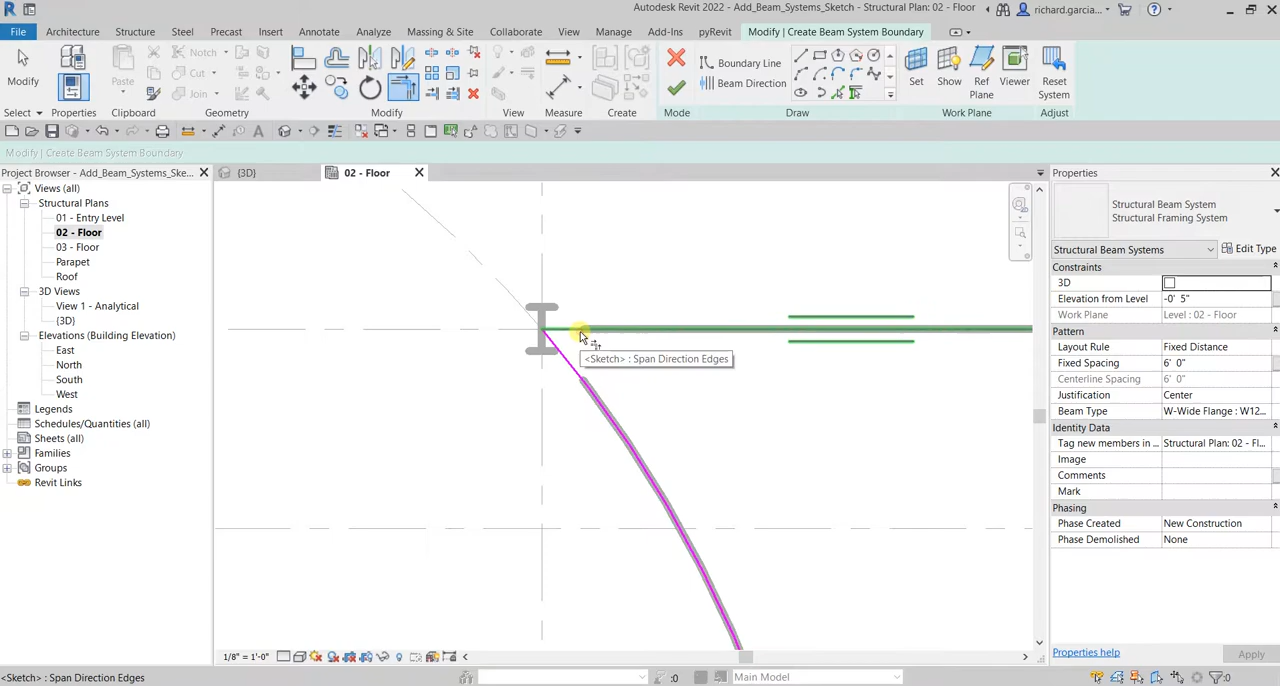 Autodesk Revit 2022 - Add_Beam_Systems_Sketch - Structural Plan: 02 - Floor
richard.garcia...
File Architecture Structure Steel Precast Insert Annotate Analyze Massing & Site Collaborate View Manage Add-Ins pyRevit Modify | Create Beam System Boundary
Modify
Paste
Notch
Cut
Join
Boundary Line
Beam Direction
Set Show Ref Plane Viewer Reset System
Select Properties Clipboard Geometry Modify View Measure Create Mode Draw Work Plane Adjust
Modify | Create Beam System Boundary
Project Browser - Add_Beam_Systems_Ske...
{3D}
02 - Floor
Properties
Views (all)
Structural Plans
01 - Entry Level
02 - Floor
03 - Floor
Parapet
Roof
3D Views
View 1 - Analytical
{3D}
Elevations (Building Elevation)
East
North
South
West
Legends
Schedules/Quantities (all)
Sheets (all)
Families
Groups
Revit Links
<Sketch> : Span Direction Edges
Structural Beam System
Structural Framing System
Structural Beam Systems
Edit Type
Constraints
3D
Elevation from Level -0' 5"
Work Plane Level : 02 - Floor
Pattern
Layout Rule Fixed Distance
Fixed Spacing 6' 0"
Centerline Spacing 6' 0"
Justification Center
Beam Type W-Wide Flange : W12...
Identity Data
Tag new members in ... Structural Plan: 02 - Fl...
Image
Comments
Mark
Phasing
Phase Created New Construction
Phase Demolished None
Properties help
Apply
1/8" = 1'-0"
<Sketch> : Span Direction Edges
:0
Main Model
:0